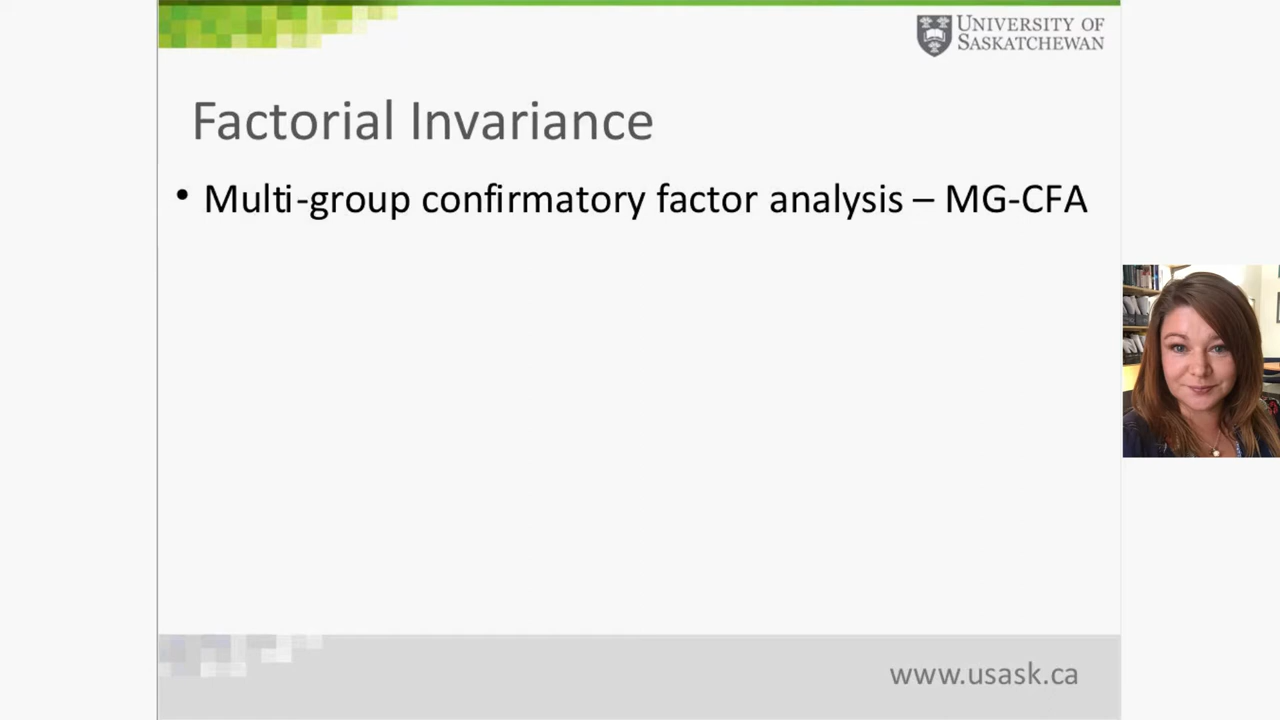 UNIVERSITY OF
SASKATCHEWAN
Factorial Invariance
• Multi-group confirmatory factor analysis – MG-CFA
www.usask.ca